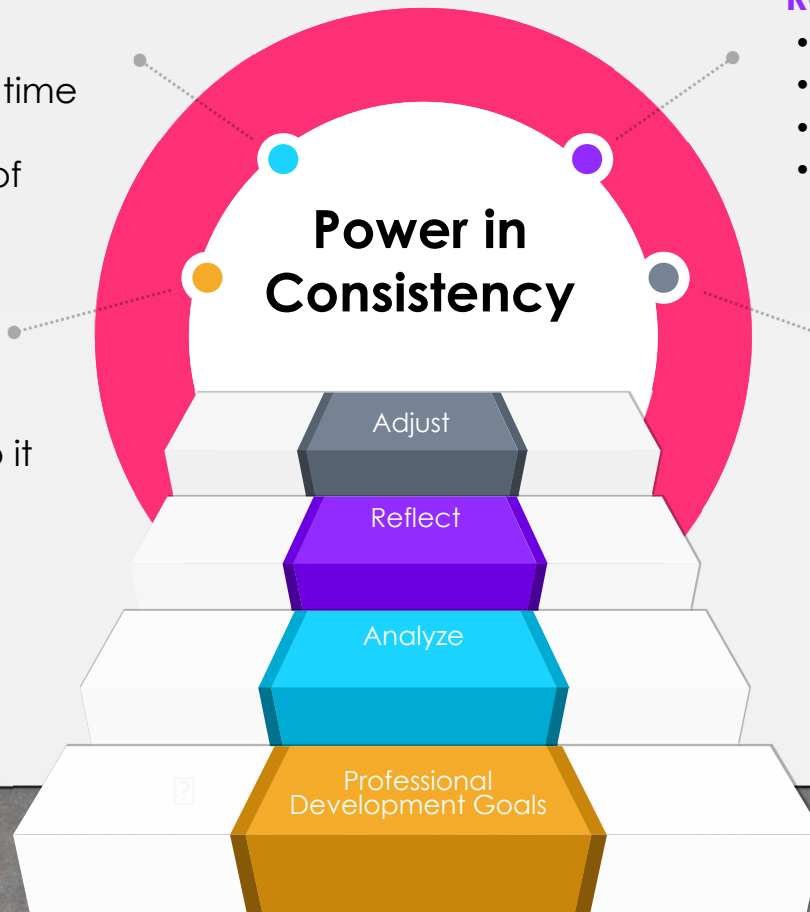 time
of
it
Power in
Consistency
Adjust
Reflect
Analyze
Professional
Development Goals